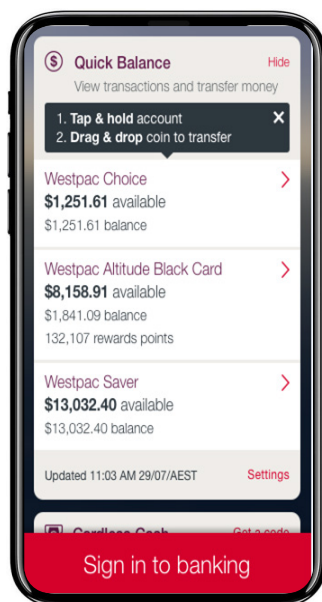 Quick Balance Hide
View transactions and transfer money
1. Tap & hold account X
2. Drag & drop coin to transfer
Westpac Choice
$1,251.61 available
$1,251.61 balance
Westpac Altitude Black Card
$8,158.91 available
$1,841.09 balance
132,107 rewards points
Westpac Saver
$13,032.40 available
$13,032.40 balance
Updated 11:03 AM 29/07/AEST Settings
Cardless Cash Get a code
Sign in to banking